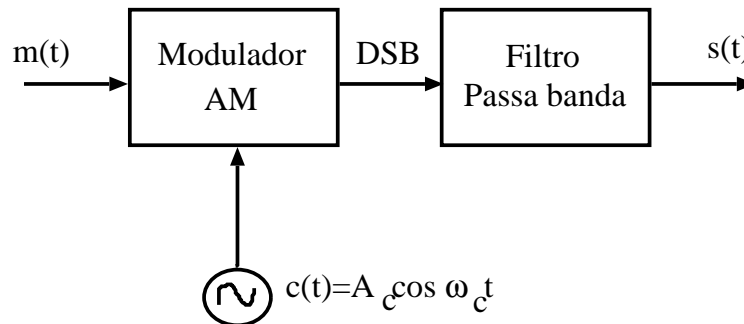 m(t)
Modulador
AM
DSB
Filtro
Passa banda
s(t)
c(t)=A c cos ω c t